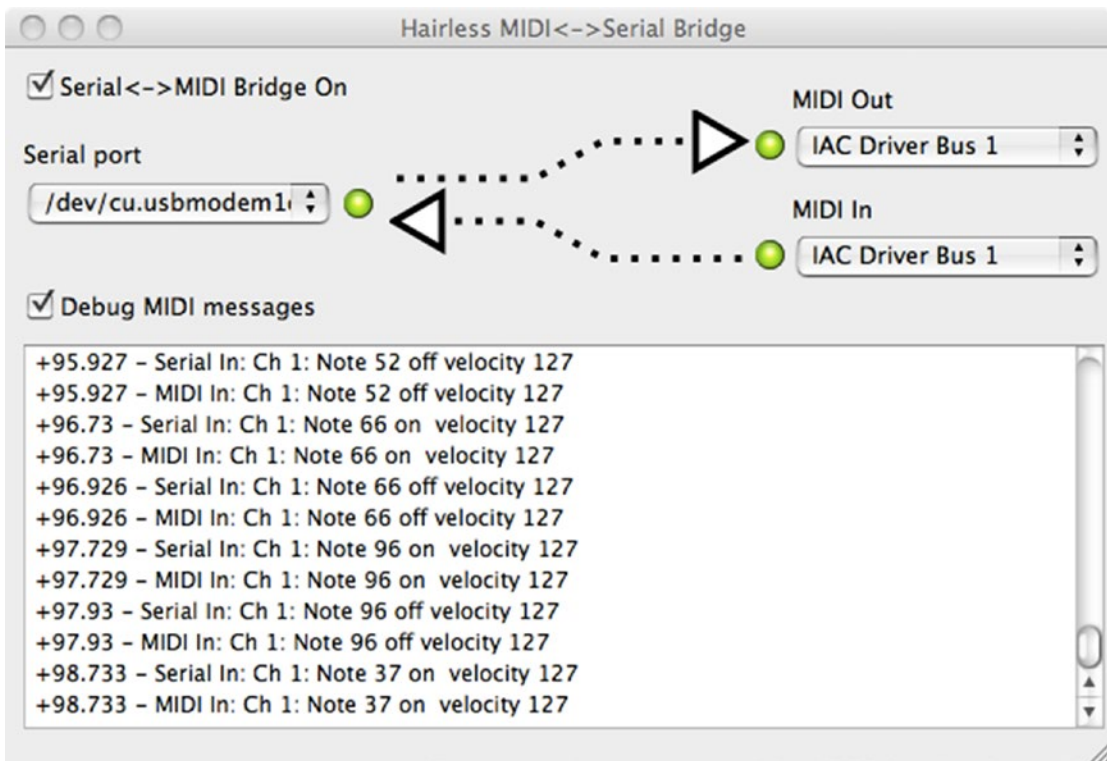 Hairless MIDI<->Serial Bridge
Serial<->MIDI Bridge On
MIDI Out
IAC Driver Bus 1
Serial port
/dev/cu.usbmodem1
MIDI In
IAC Driver Bus 1
Debug MIDI messages
+95.927 – Serial In: Ch 1: Note 52 off velocity 127
+95.927 – MIDI In: Ch 1: Note 52 off velocity 127
+96.73 – Serial In: Ch 1: Note 66 on  velocity 127
+96.73 – MIDI In: Ch 1: Note 66 on  velocity 127
+96.926 – Serial In: Ch 1: Note 66 off velocity 127
+96.926 – MIDI In: Ch 1: Note 66 off velocity 127
+97.729 – Serial In: Ch 1: Note 96 on  velocity 127
+97.729 – MIDI In: Ch 1: Note 96 on  velocity 127
+97.93 – Serial In: Ch 1: Note 96 off velocity 127
+97.93 – MIDI In: Ch 1: Note 96 off velocity 127
+98.733 – Serial In: Ch 1: Note 37 on  velocity 127
+98.733 – MIDI In: Ch 1: Note 37 on  velocity 127